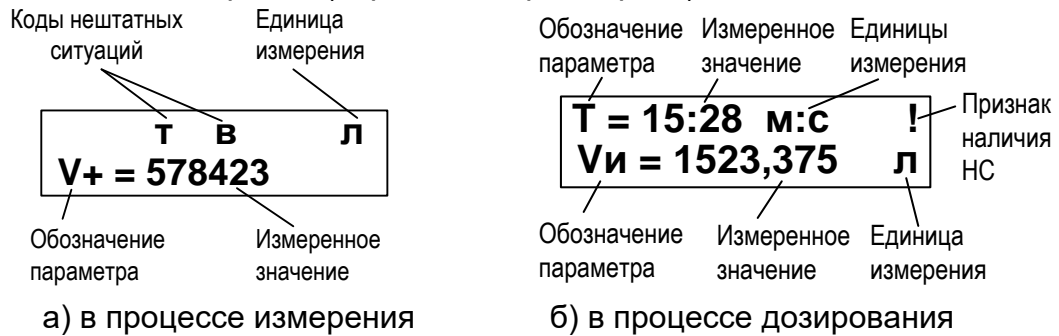 Коды нештатных
ситуаций
Единица
измерения
т в л
V+ = 578423
Обозначение
параметра
Измеренное
значение
а) в процессе измерения
Обозначение
параметра
Измеренное
значение
Единицы
измерения
T = 15:28 м:с !
Vи = 1523,375 л
Признак
наличия
НС
Обозначение
параметра
Измеренное
значение
Единица
измерения
б) в процессе дозирования